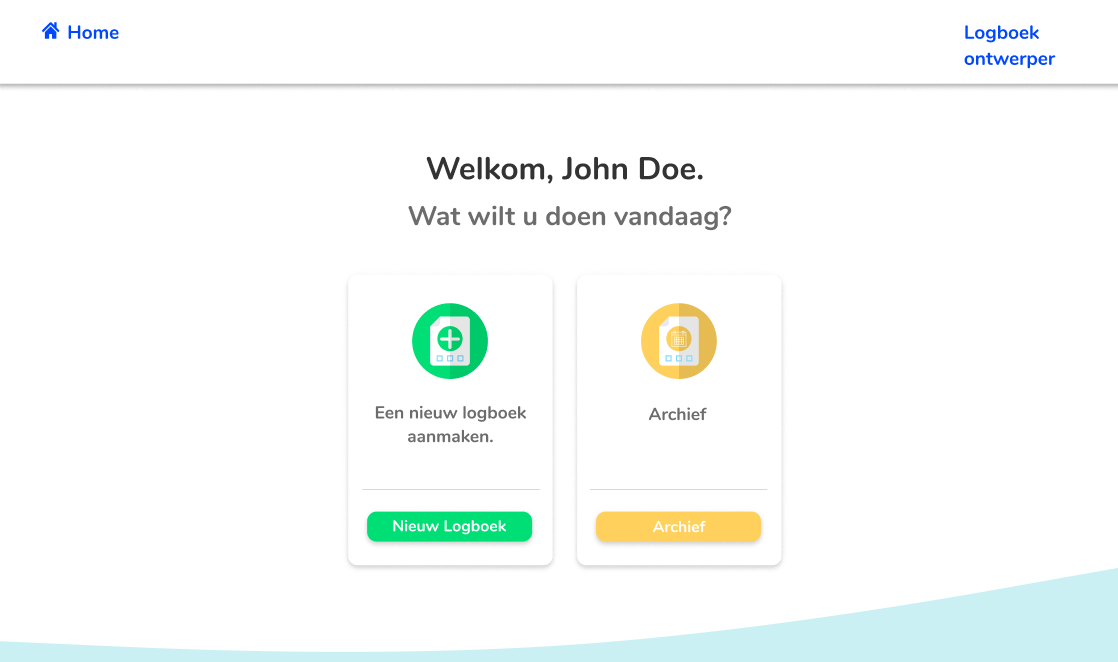 Home
Logboek
ontwerper
Welkom, John Doe.
Wat wilt u doen vandaag?
Een nieuw logboek
aanmaken.
Nieuw Logboek
Archief
Archief